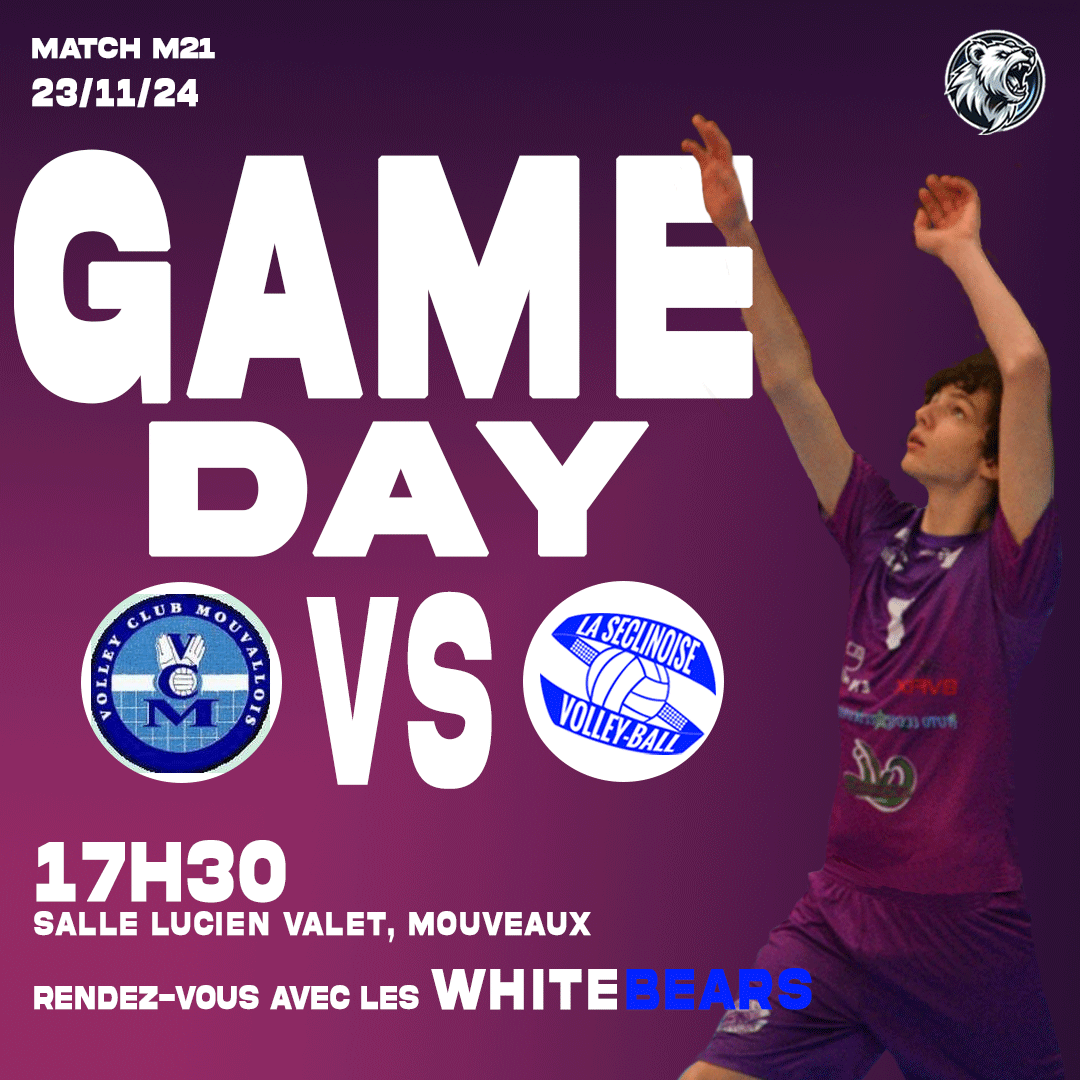 MATCH M21
23/11/24
GAME
DAY
VOLLEY CLUB MOUVALLOIS
VCM
VS
LA SECLINOISE
VOLLEY-BALL
17H30
SALLE LUCIEN VALET, MOUVEAUX
RENDEZ-VOUS AVEC LES WHITEBEARS